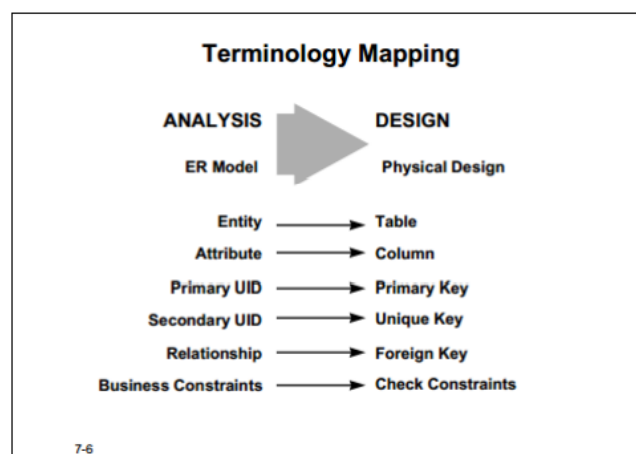 Terminology Mapping
ANALYSIS DESIGN
ER Model Physical Design
Entity Table
Attribute Column
Primary UID Primary Key
Secondary UID Unique Key
Relationship Foreign Key
Business Constraints Check Constraints
7-6